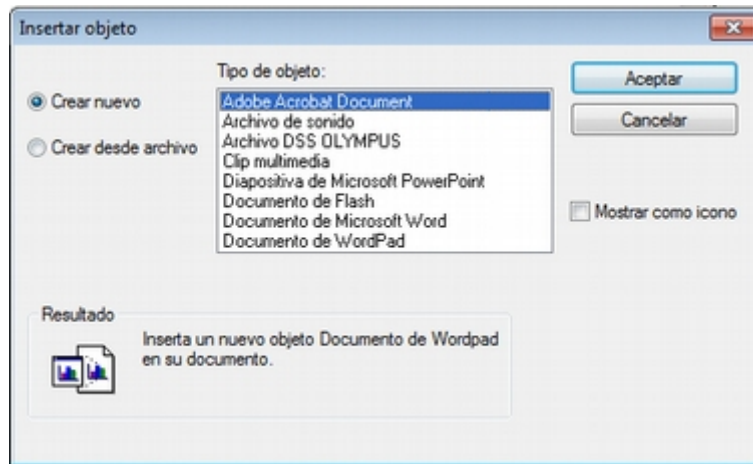 Insertar objeto
Tipo de objeto:
Crear nuevo
Crear desde archivo
Adobe Acrobat Document
Archivo de sonido
Archivo DSS OLYMPUS
Clip multimedia
Diapositiva de Microsoft PowerPoint
Documento de Flash
Documento de Microsoft Word
Documento de WordPad
Aceptar
Cancelar
Mostrar como icono
Resultado
Inserta un nuevo objeto Documento de Wordpad
en su documento.